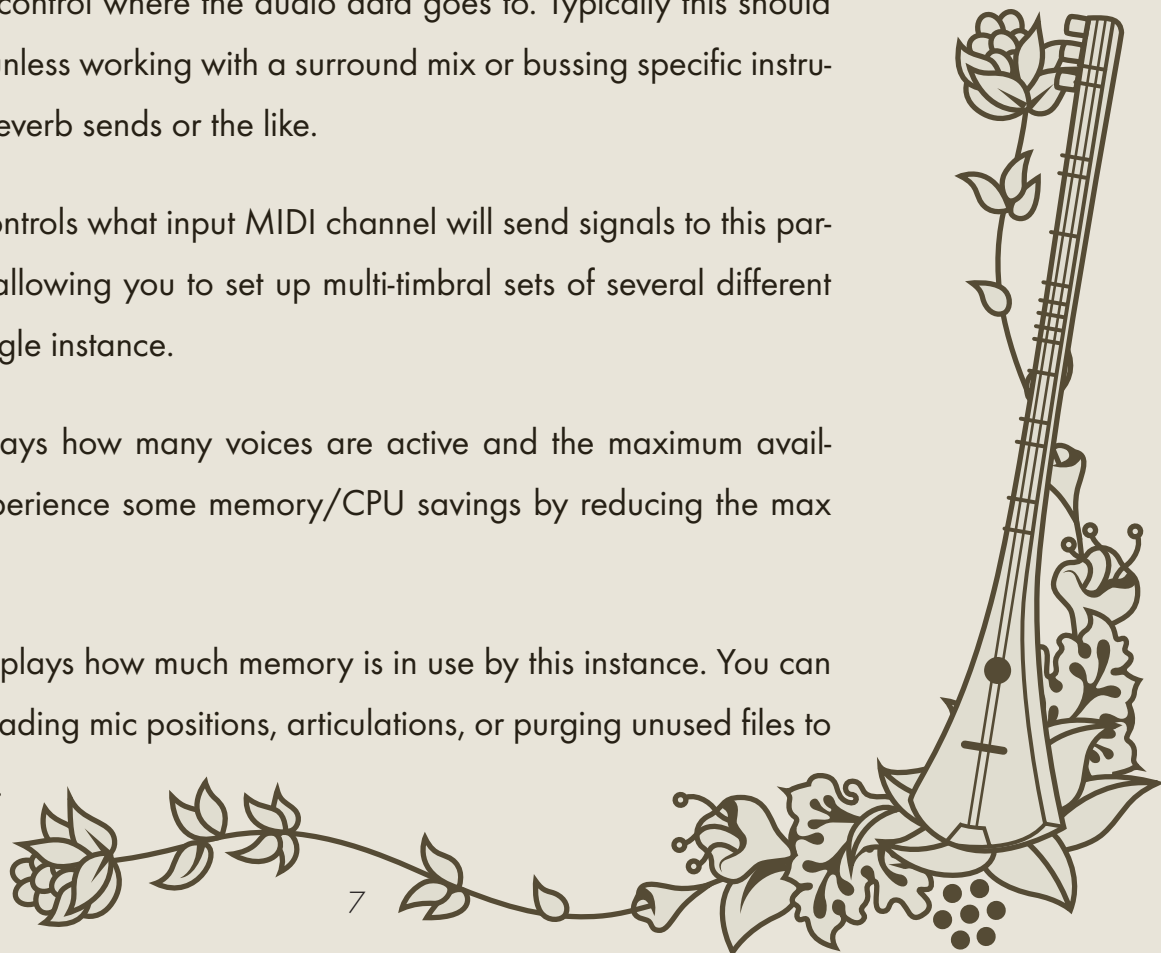 control where the audio data goes to. Typically this should
unless working with a surround mix or bussing specific instru-
everb sends or the like.
ontrols what input MIDI channel will send signals to this par-
allowing you to set up multi-timbral sets of several different
gle instance.
ays how many voices are active and the maximum avail-
perience some memory/CPU savings by reducing the max
plays how much memory is in use by this instance. You can
ading mic positions, articulations, or purging unused files to
7